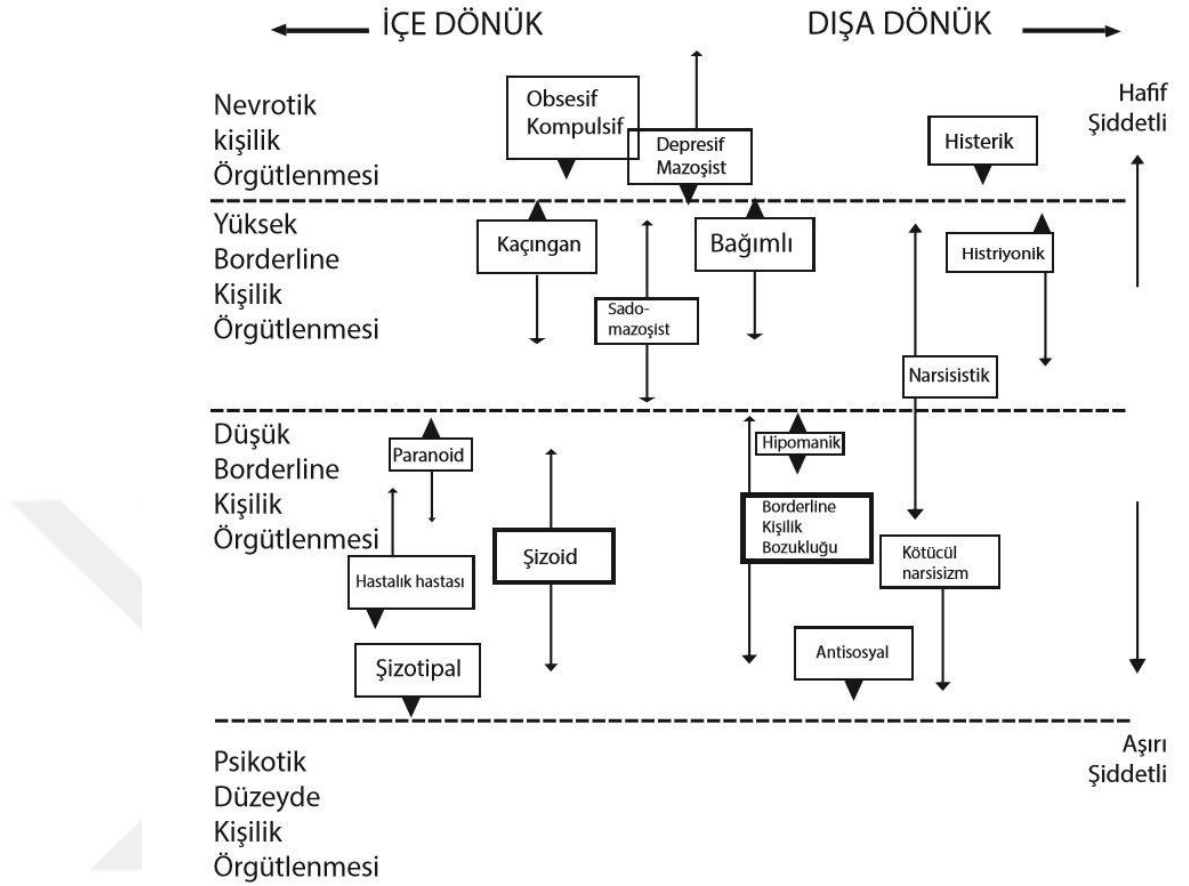 İÇE DÖNÜK
DIŞA DÖNÜK
Nevrotik
kişilik
Örgütlenmesi
Obsesif
Kompulsif
Depresif
Mazoşist
Histerik
Hafif
Şiddetli
Yüksek
Borderline
Kişilik
Örgütlenmesi
Kaçıngan
Sado-
mazoşist
Bağımlı
Histriyonik
Narsisistik
Düşük
Borderline
Kişilik
Örgütlenmesi
Paranoid
Hastalık hastası
Şizoid
Şizotipal
Hipomanik
Borderline
Kişilik
Bozukluğu
Kötücül
narsisizm
Antisosyal
Psikotik
Düzeyde
Kişilik
Örgütlenmesi
Aşırı
Şiddetli